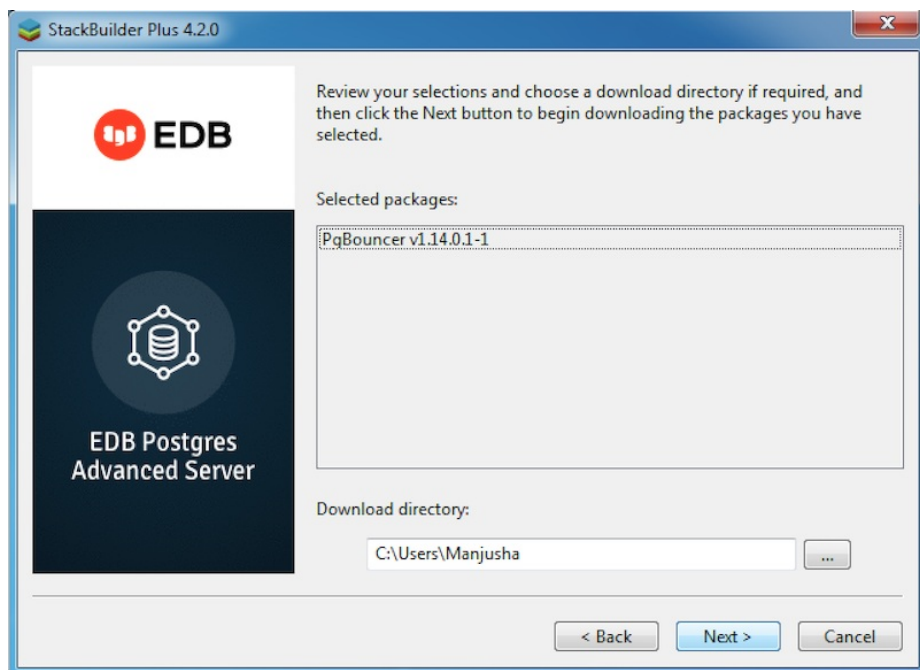 StackBuilder Plus 4.2.0
EDB
EDB Postgres
Advanced Server
Review your selections and choose a download directory if required, and
then click the Next button to begin downloading the packages you have
selected.
Selected packages:
PgBouncer v1.14.0.1-1
Download directory:
C:\Users\Manjusha
...
< Back
Next >
Cancel